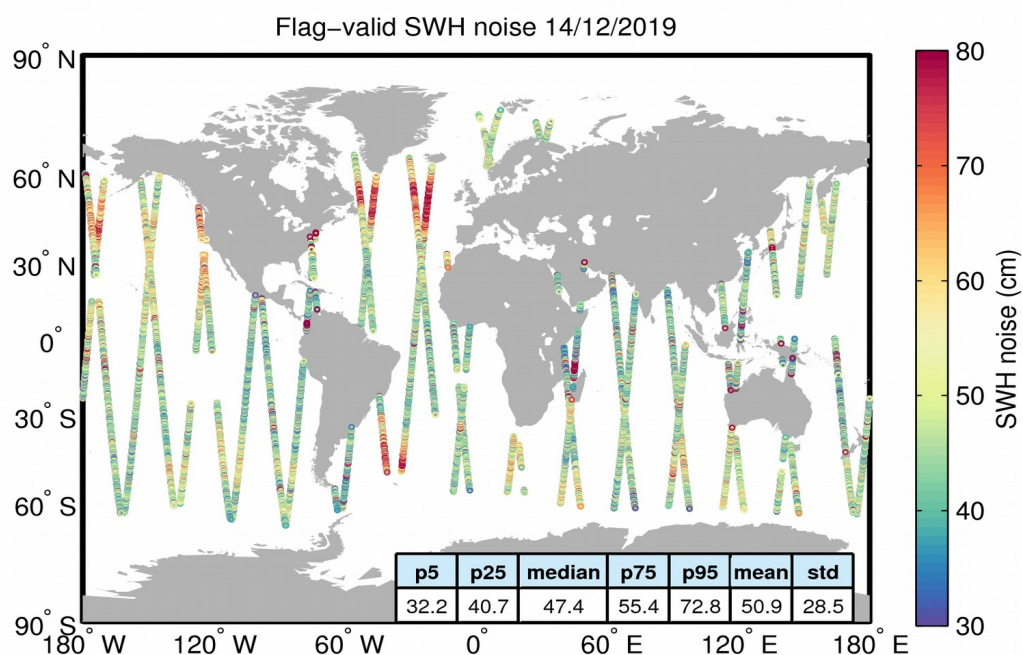 Flag−valid SWH noise 14/12/2019
90° N
60° N
30° N
0°
30° S
60° S
90° S
180° W
120° W
60° W
0°
60° E
120° E
180° E
80
70
60
50
40
30
SWH noise (cm)
p5 p25 median p75 p95 mean std
32.2 40.7 47.4 55.4 72.8 50.9 28.5